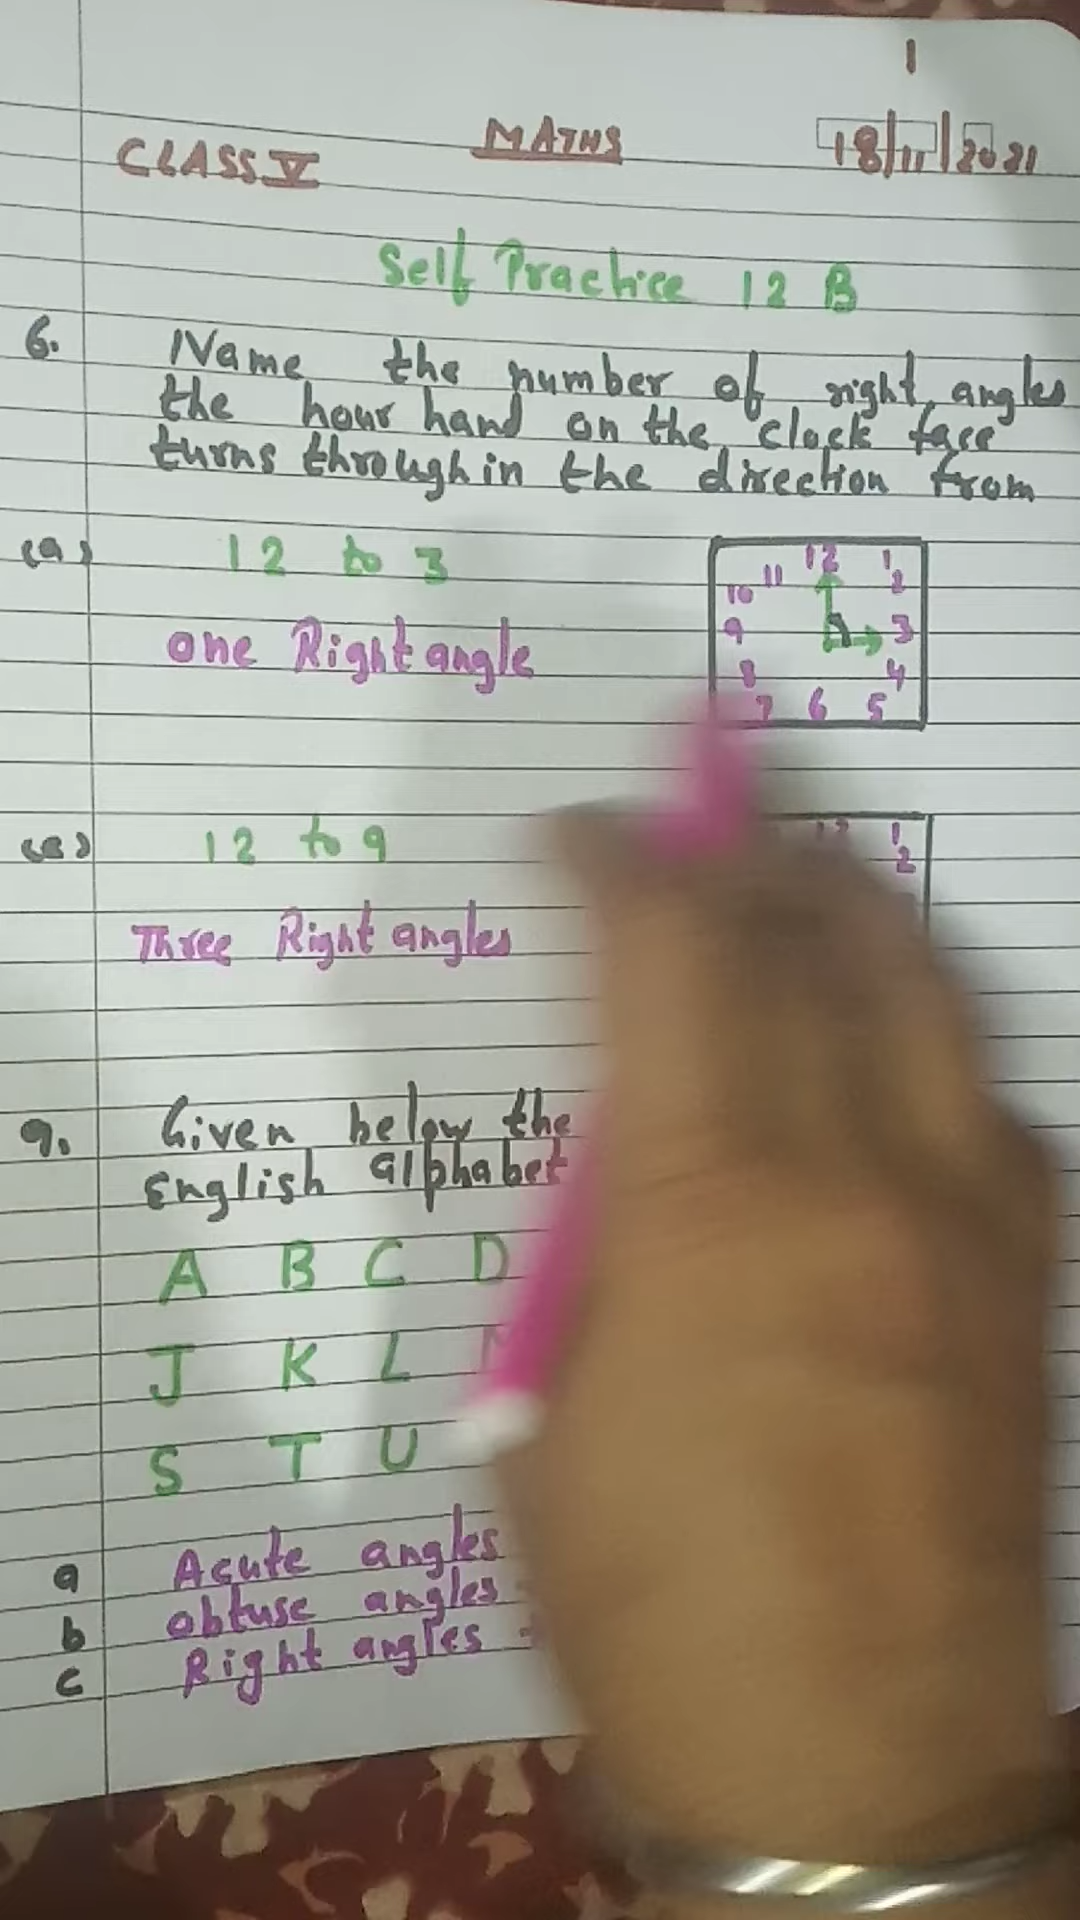 1
CLASS V MATHS 18/11/2021
Self Practice 12 B
6. Name the number of right angles
the hour hand on the clock face
turns through in the direction from
(a) 12 to 3
One Right angle
12 1
11 2
10
9 3
8 4
7 6 5
12 to 9
1
2
Three Right angles
9. Given below the
English alphabet
A B C D
J K L
S T U
a Acute angles
b obtuse angles
c Right angles